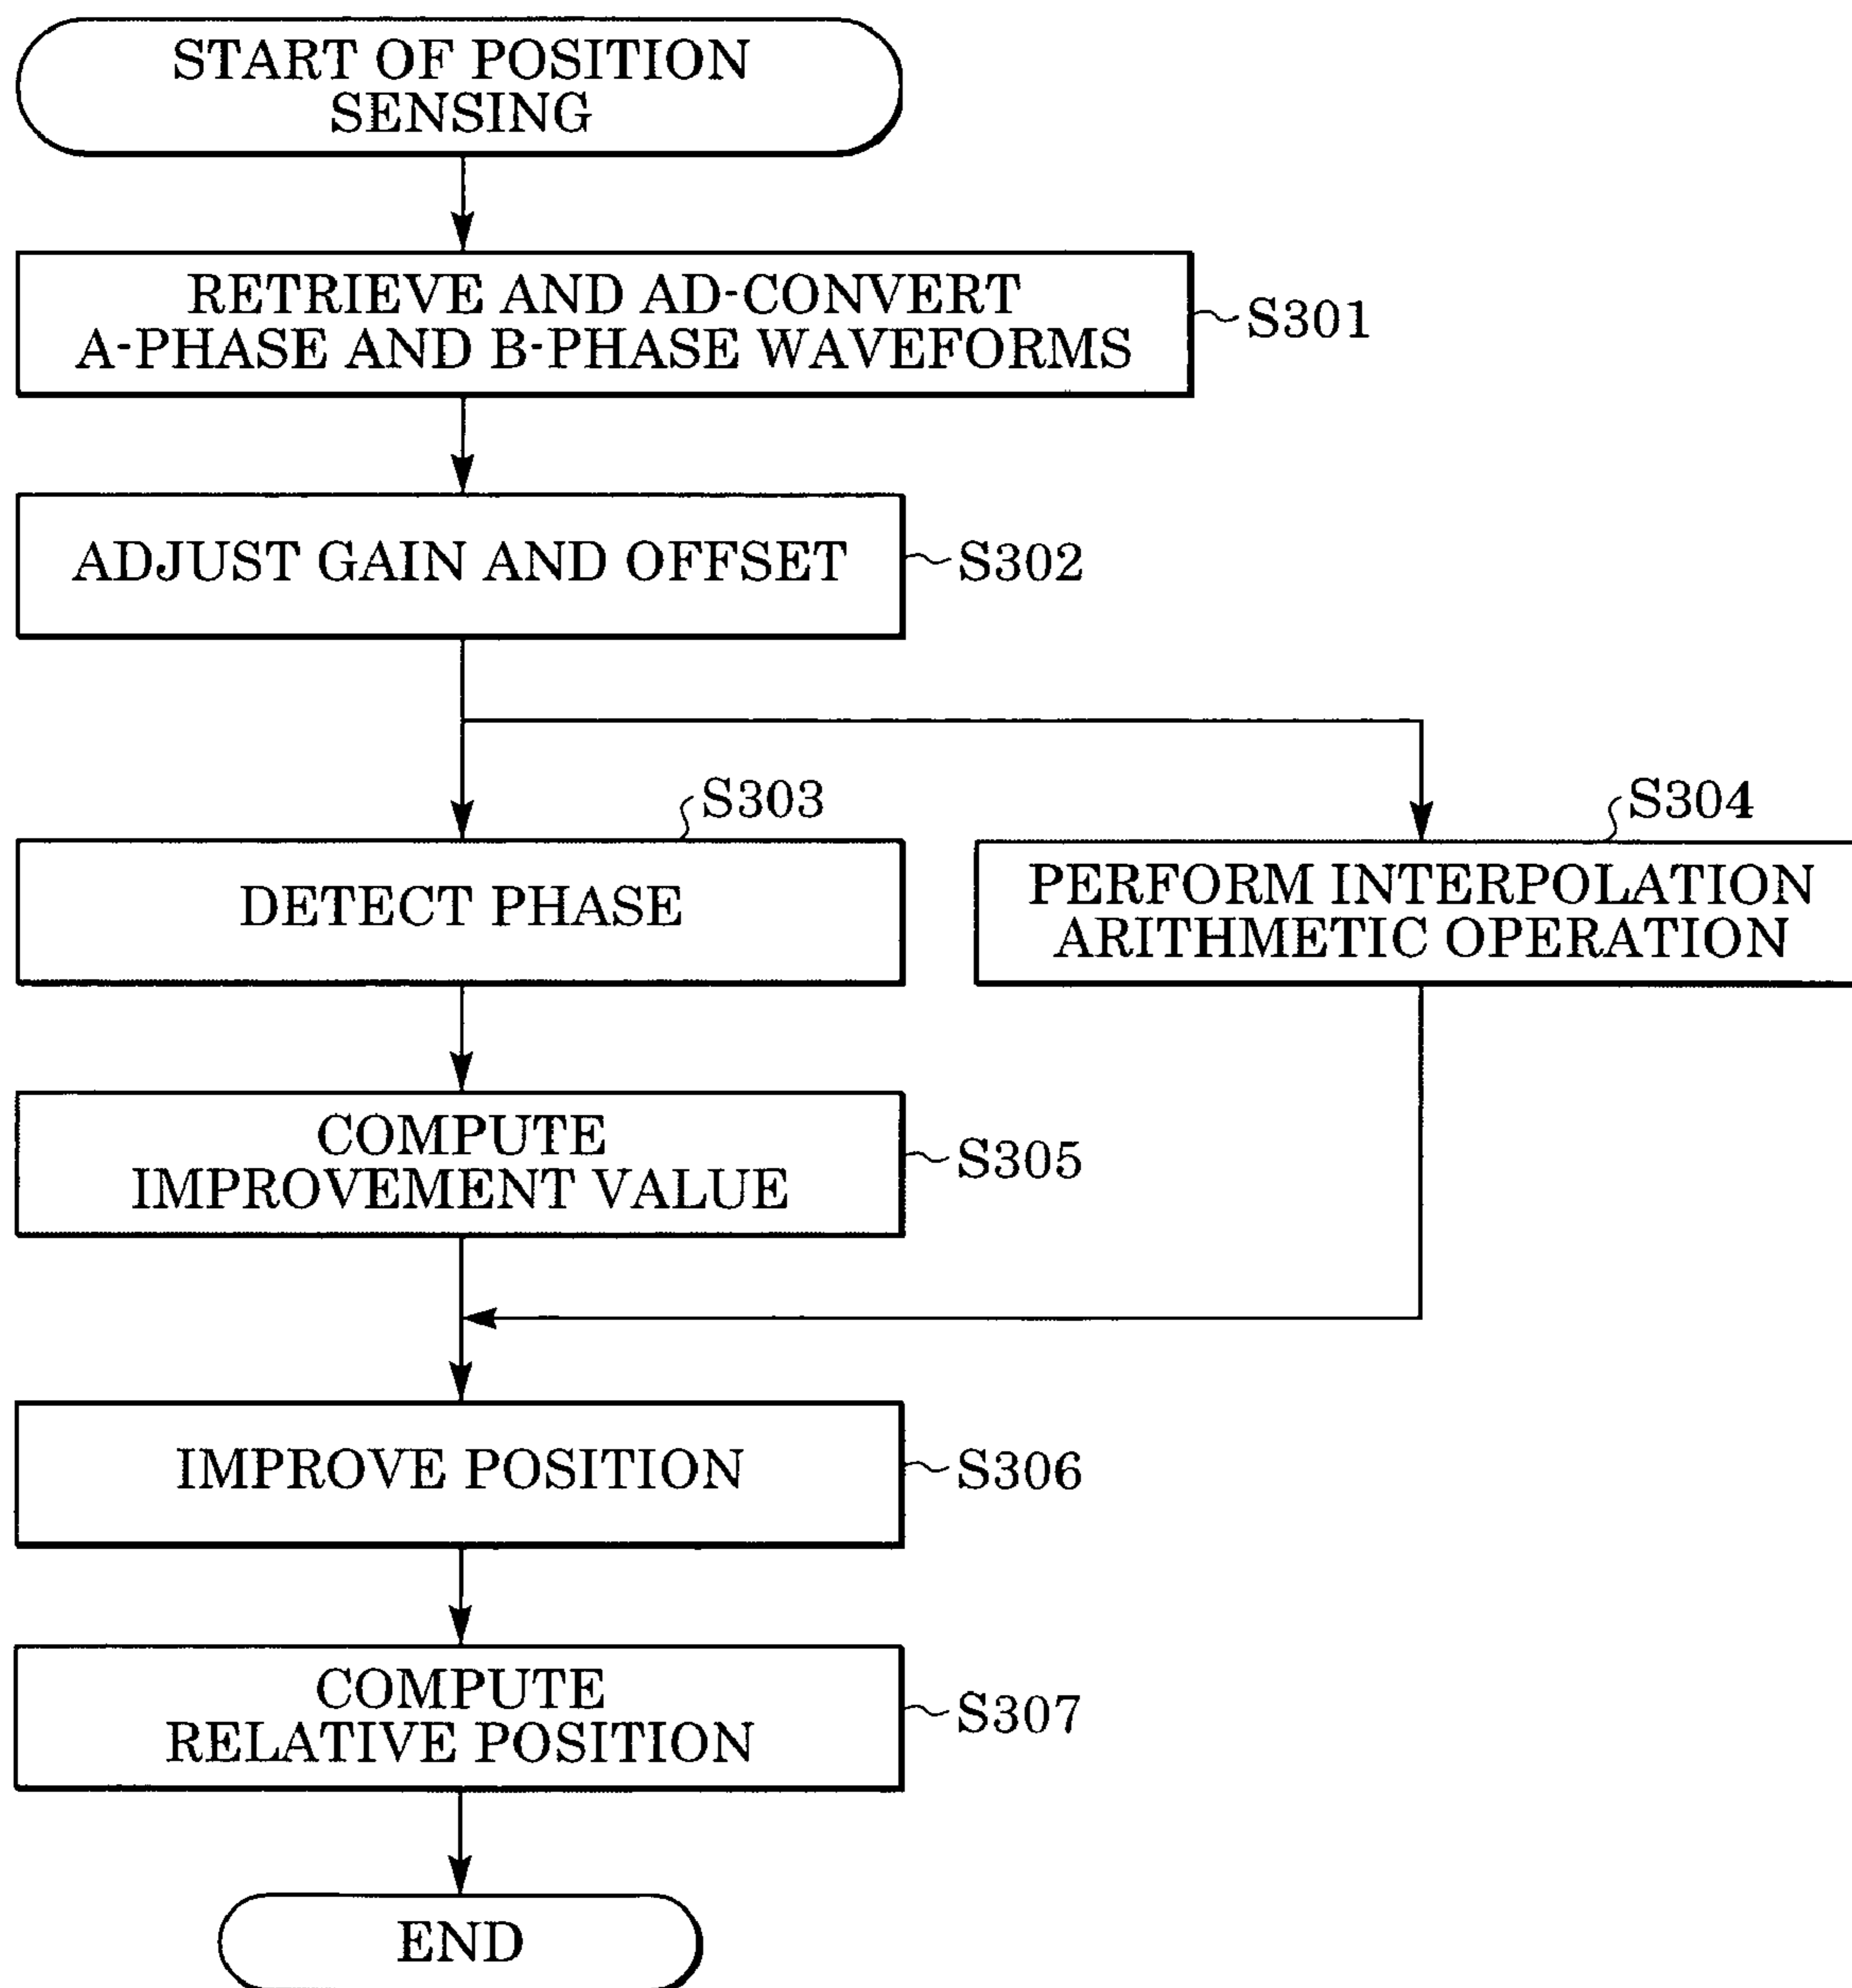 START OF POSITION
SENSING
RETRIEVE AND AD-CONVERT
A-PHASE AND B-PHASE WAVEFORMS
S301
ADJUST GAIN AND OFFSET
S302
S303
DETECT PHASE
S304
PERFORM INTERPOLATION
ARITHMETIC OPERATION
COMPUTE
IMPROVEMENT VALUE
S305
IMPROVE POSITION
S306
COMPUTE
RELATIVE POSITION
S307
END